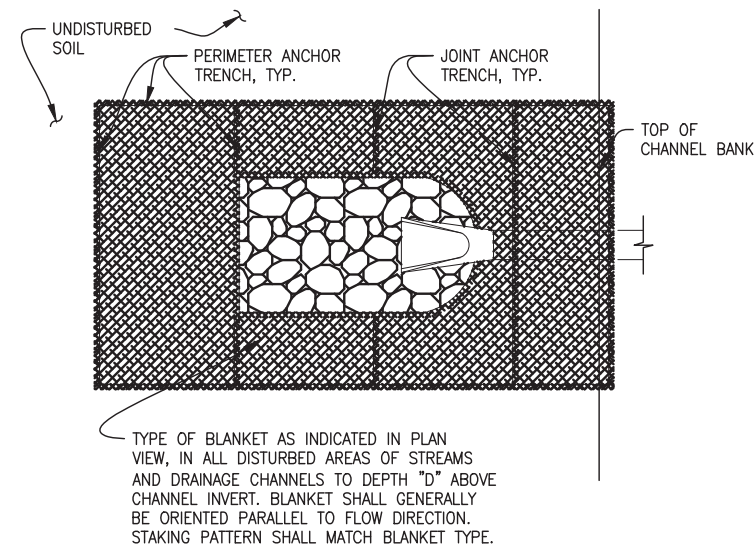 UNDISTURBED
SOIL
PERIMETER ANCHOR
TRENCH, TYP.
JOINT ANCHOR
TRENCH, TYP.
TOP OF
CHANNEL BANK
TYPE OF BLANKET AS INDICATED IN PLAN
VIEW, IN ALL DISTURBED AREAS OF STREAMS
AND DRAINAGE CHANNELS TO DEPTH "D" ABOVE
CHANNEL INVERT. BLANKET SHALL GENERALLY
BE ORIENTED PARALLEL TO FLOW DIRECTION.
STAKING PATTERN SHALL MATCH BLANKET TYPE.